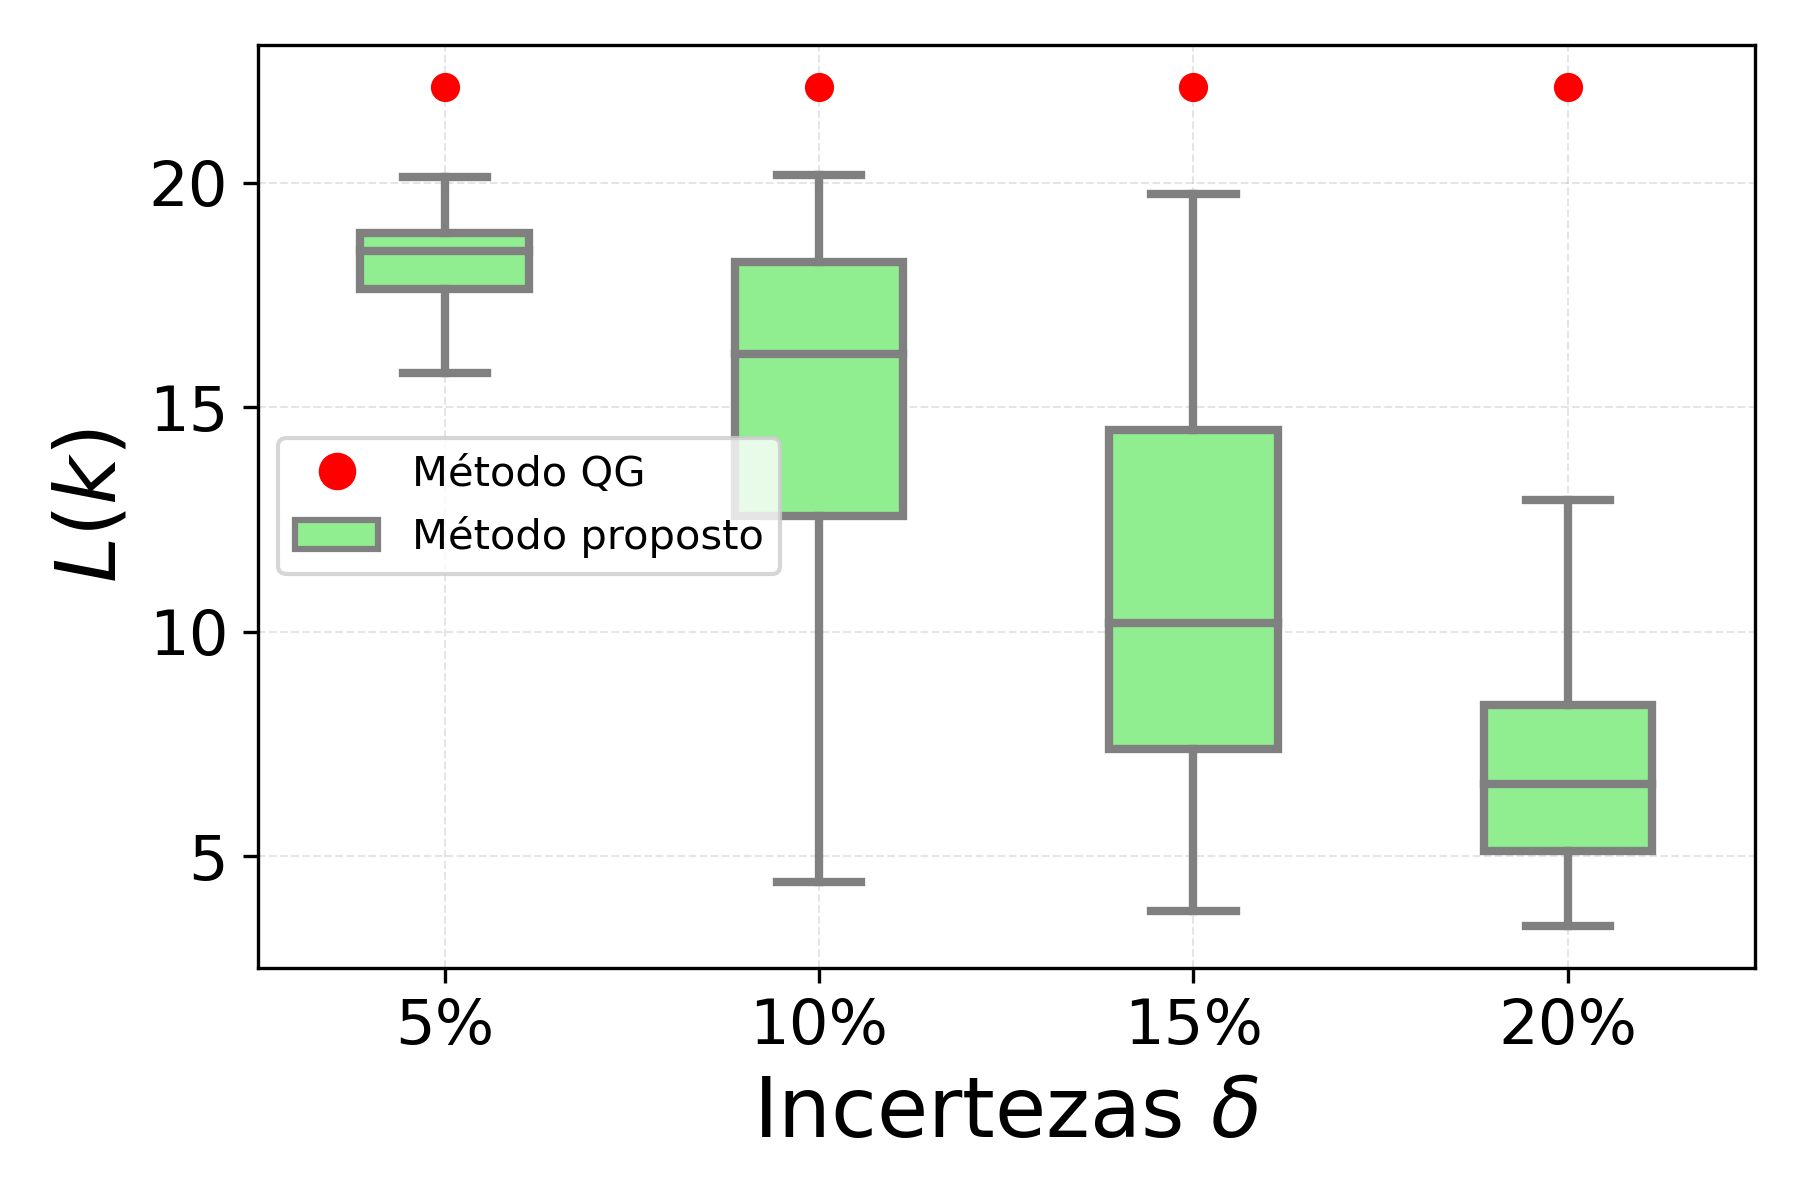 20
15
10
5
L(k)
Método QG
Método proposto
5%
10%
15%
20%
Incertezas δ